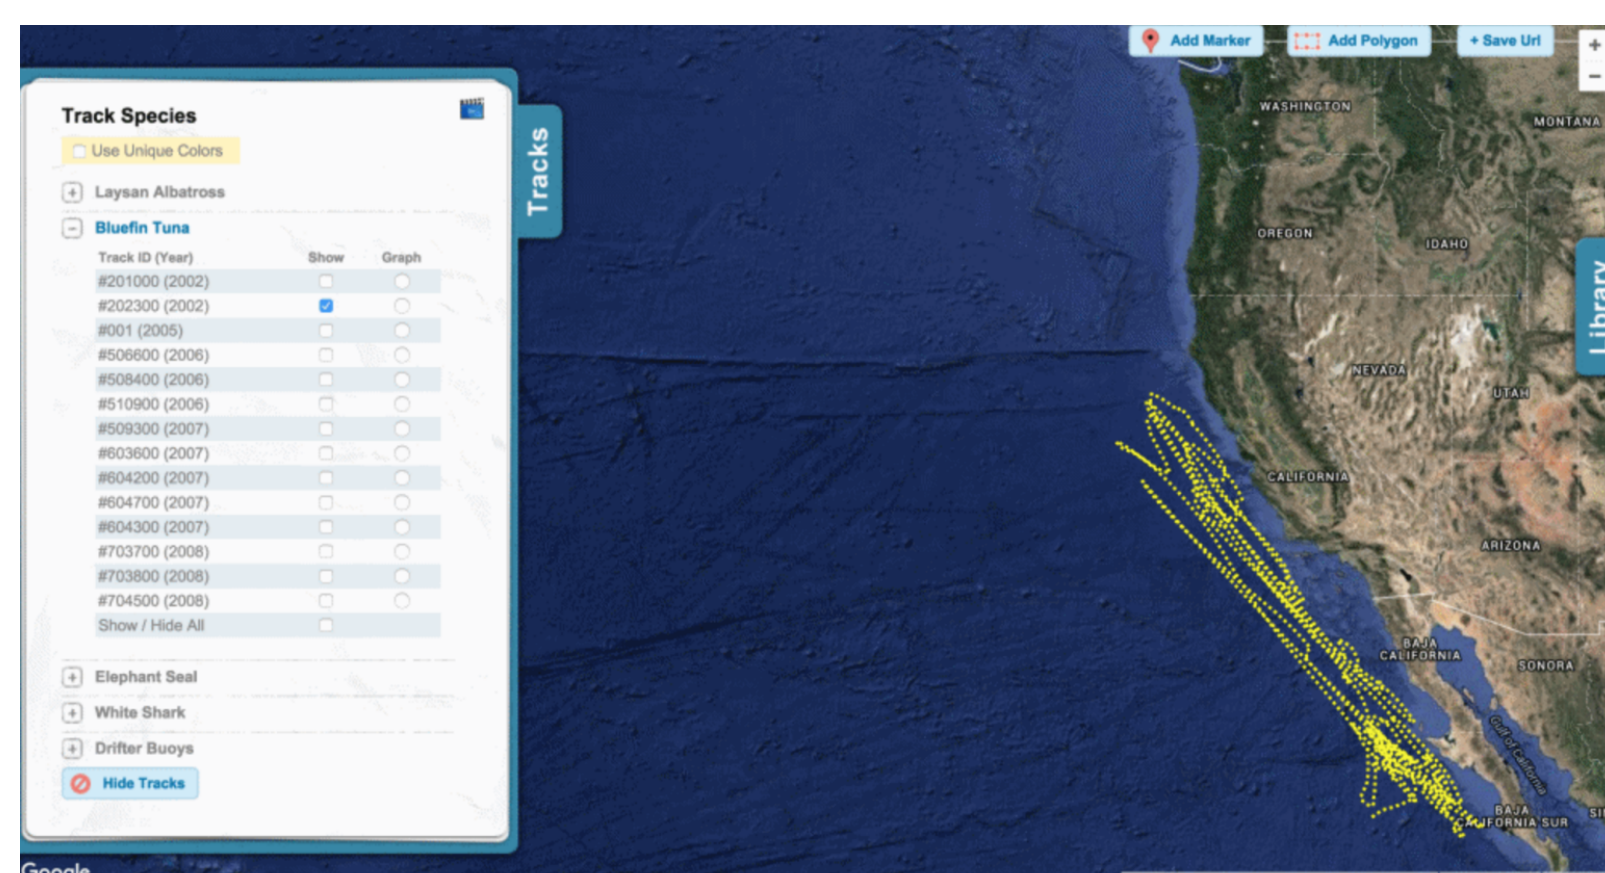 Add Marker
Add Polygon
+ Save Url
+
−
Track Species
Use Unique Colors
+ Laysan Albatross
− Bluefin Tuna
Track ID (Year) Show Graph
#201000 (2002)
#202300 (2002)
#001 (2005)
#506600 (2006)
#508400 (2006)
#510900 (2006)
#509300 (2007)
#603600 (2007)
#604200 (2007)
#604700 (2007)
#604300 (2007)
#703700 (2008)
#703800 (2008)
#704500 (2008)
Show / Hide All
+ Elephant Seal
+ White Shark
+ Drifter Buoys
Hide Tracks
Tracks
WASHINGTON
MONTANA
OREGON
IDAHO
Library
NEVADA
UTAH
CALIFORNIA
ARIZONA
BAJA
CALIFORNIA
SONORA
Gulf of California
BAJA
CALIFORNIA SUR
SI
Google